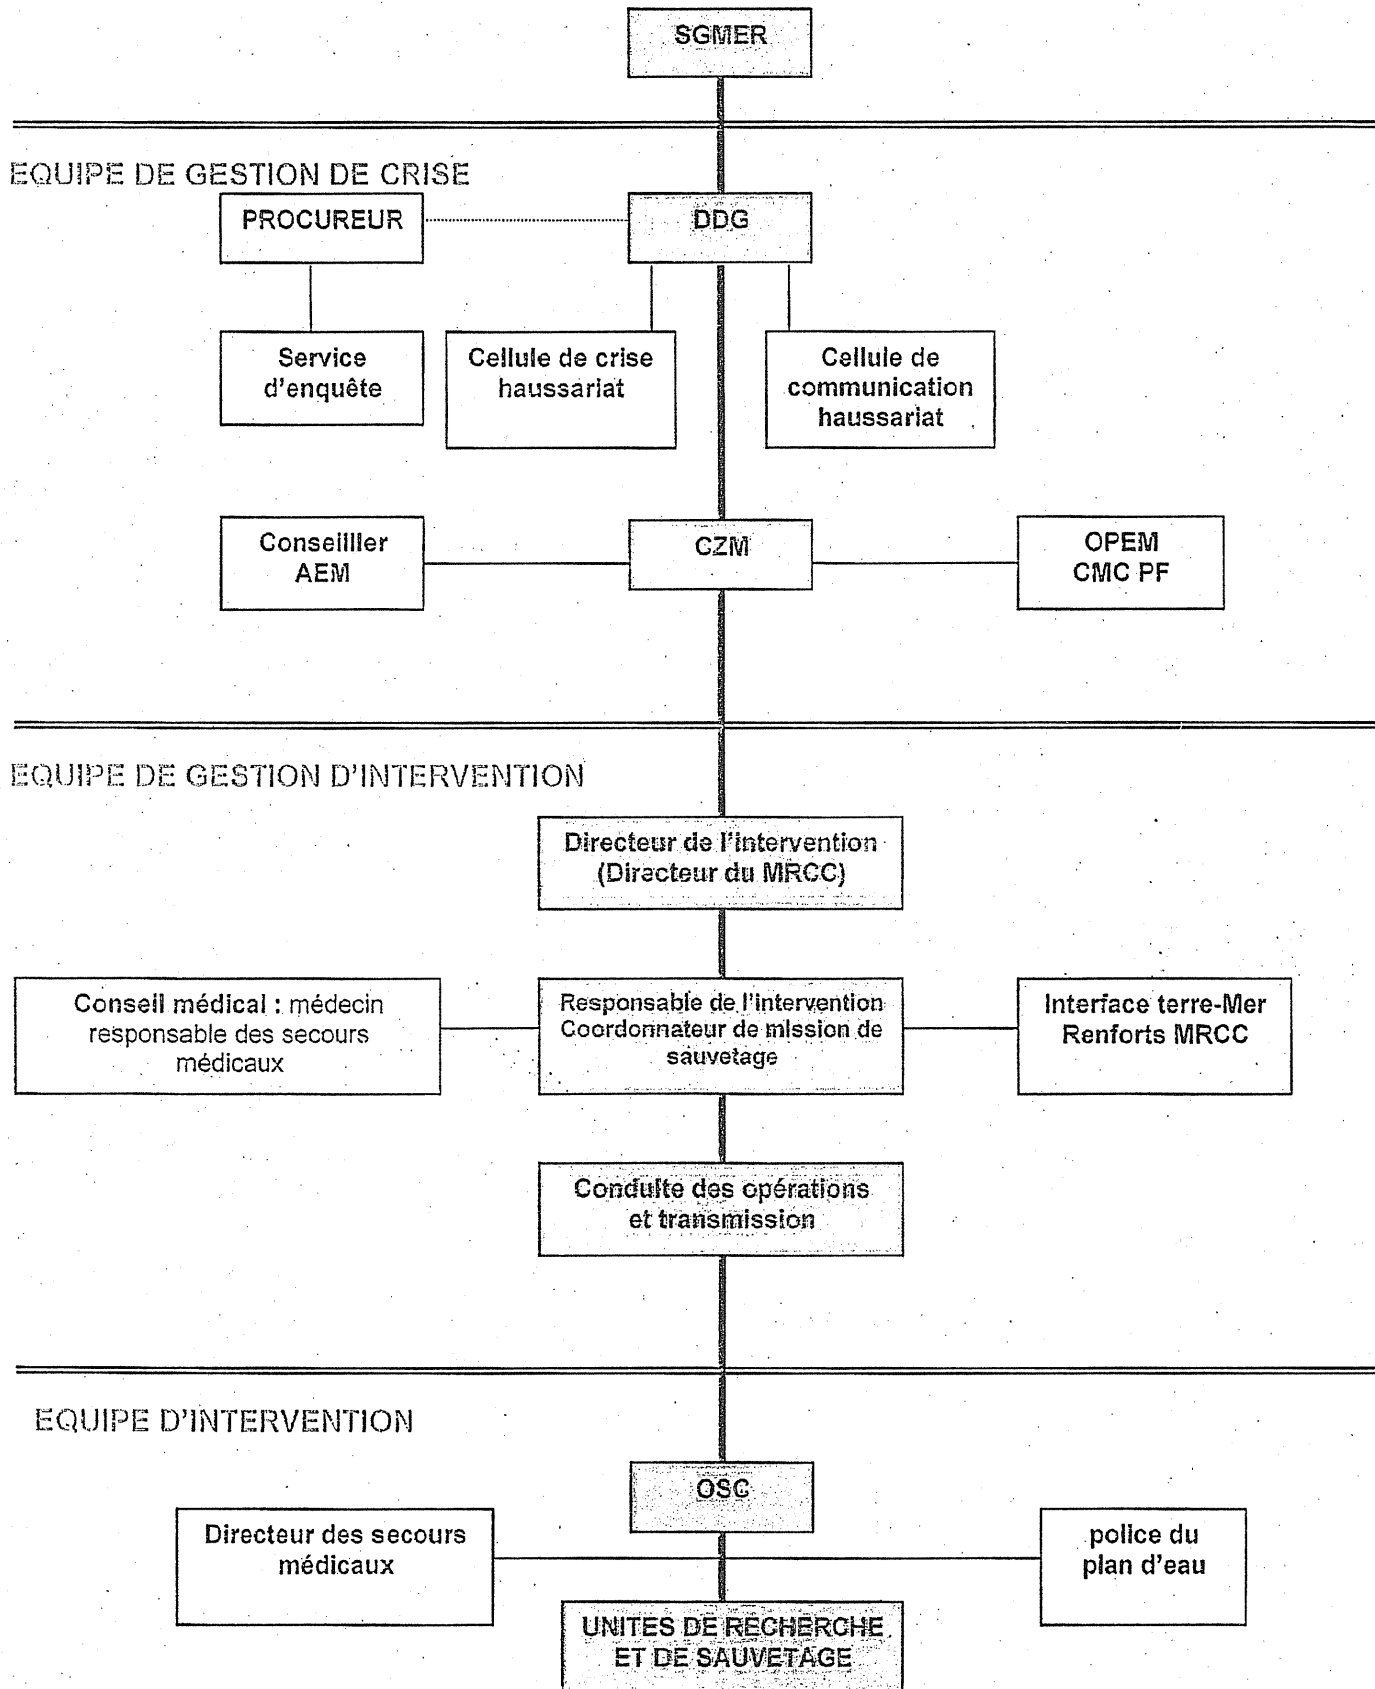 SGMER
EQUIPE DE GESTION DE CRISE
PROCUREUR
DDG
Service
d'enquête
Cellule de crise
haussariat
Cellule de
communication
haussariat
Conseilller
AEM
CZM
OPEM
CMC PF
EQUIPE DE GESTION D'INTERVENTION
Directeur de l'intervention
(Directeur du MRCC)
Conseil médical : médecin
responsable des secours
médicaux
Responsable de l'intervention
Coordonnateur de mission de
sauvetage
Interface terre-Mer
Renforts MRCC
Conduite des opérations
et transmission
EQUIPE D'INTERVENTION
OSC
Directeur des secours
médicaux
police du
plan d'eau
UNITES DE RECHERCHE
ET DE SAUVETAGE